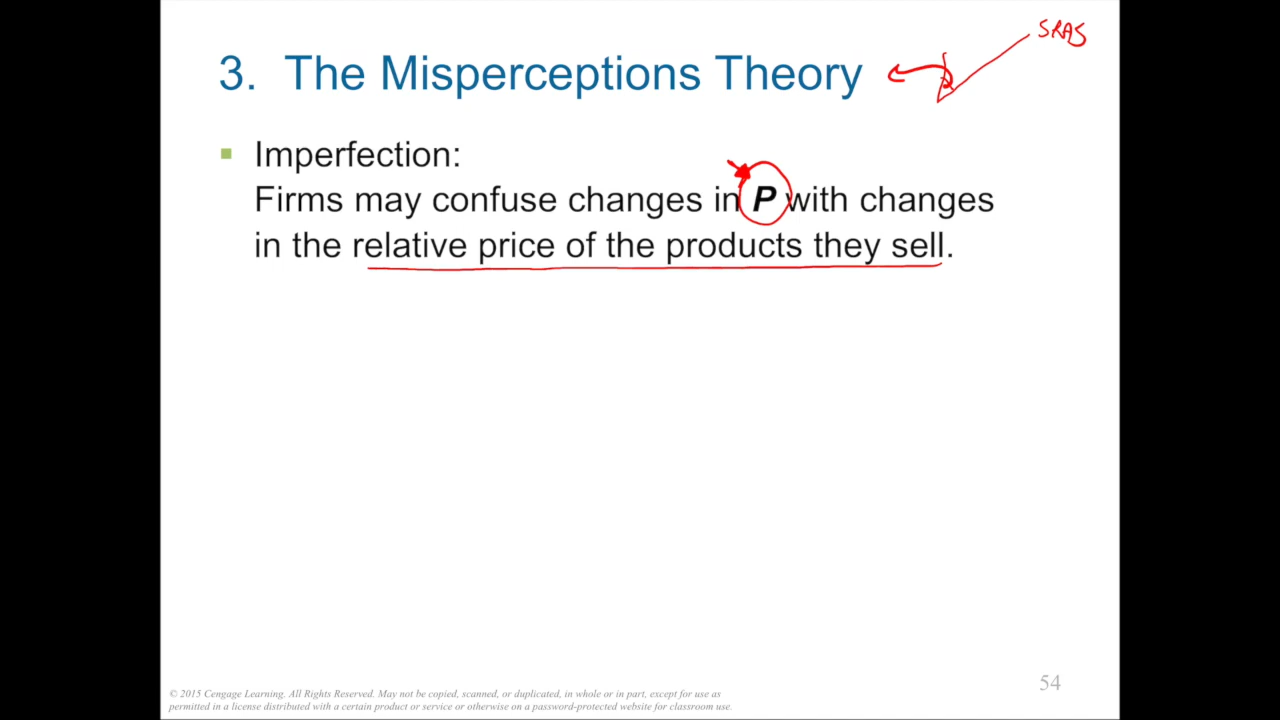 SRAS
3. The Misperceptions Theory
Imperfection:
Firms may confuse changes in P with changes
in the relative price of the products they sell.
54
© 2015 Cengage Learning. All Rights Reserved. May not be copied, scanned, or duplicated, in whole or in part, except for use as
permitted in a license distributed with a certain product or service or otherwise on a password-protected website for classroom use.